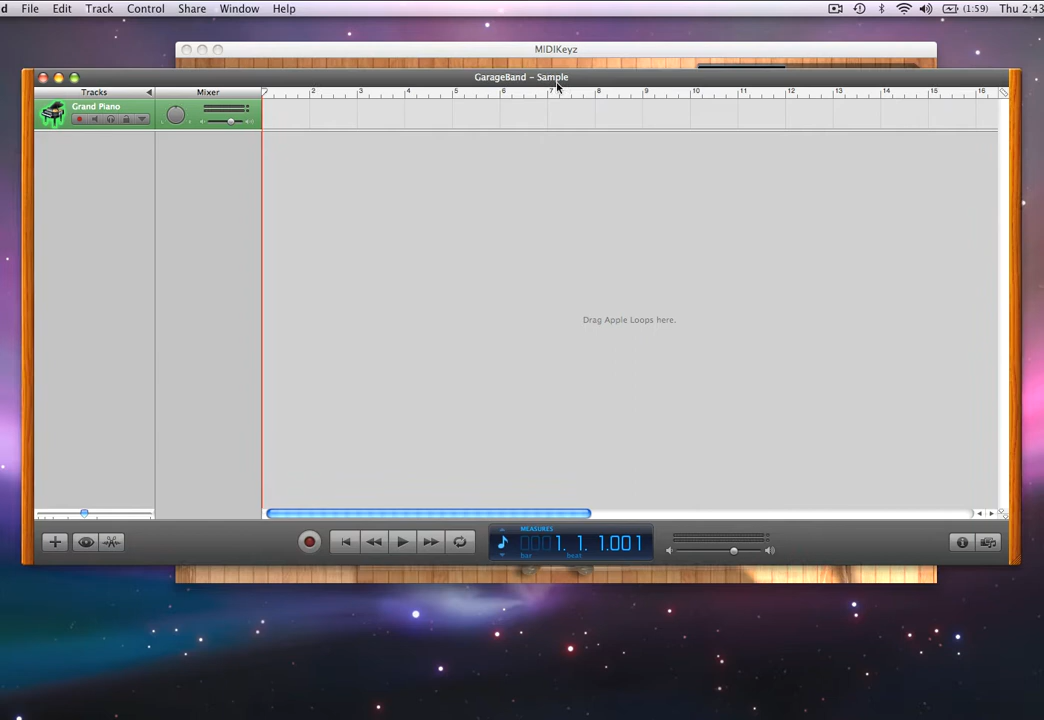 d File Edit Track Control Share Window Help (1:59) Thu 2:43
MIDIKeyz
GarageBand – Sample
Tracks Mixer 2 3 4 5 6 7 8 9 10 11 12 13 14 15 16
Grand Piano
Drag Apple Loops here.
MEASURES
1. 1. 1.001
bar beat